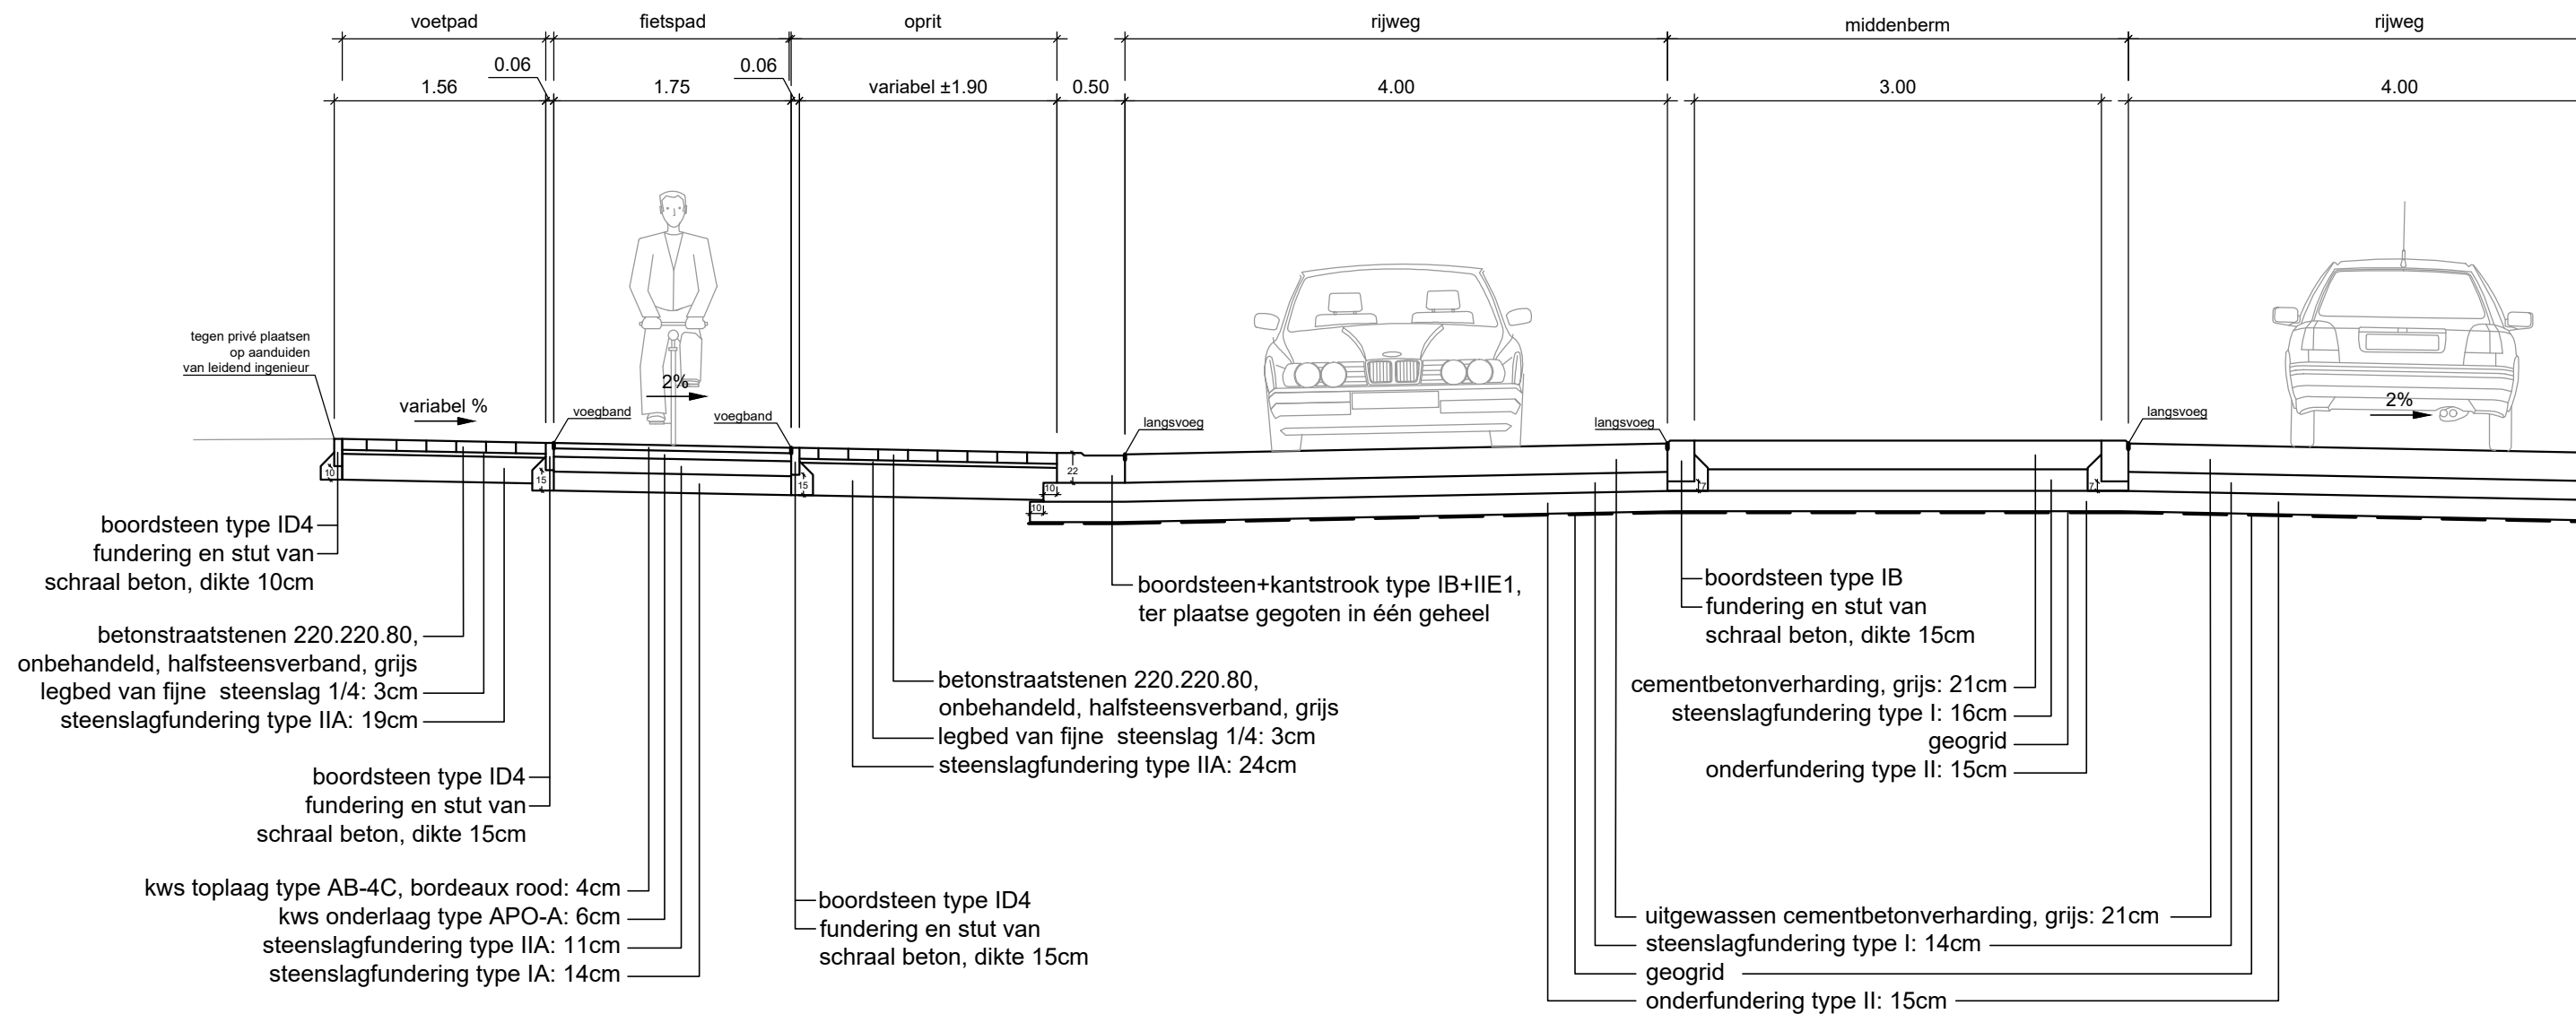 voetpad
fietspad
oprit
rijweg
middenberm
rijweg
0.06
0.06
1.56
1.75
variabel ±1.90
0.50
4.00
3.00
4.00
tegen privé plaatsen
op aanduiden
van leidend ingenieur
variabel %
2%
2%
voegband
voegband
langsvoeg
langsvoeg
langsvoeg
10
15
15
22
10
10
7
7
boordsteen type ID4
fundering en stut van
schraal beton, dikte 10cm
betonstraatstenen 220.220.80,
onbehandeld, halfsteensverband, grijs
legbed van fijne steenslag 1/4: 3cm
steenslagfundering type IIA: 19cm
boordsteen type ID4
fundering en stut van
schraal beton, dikte 15cm
kws toplaag type AB-4C, bordeaux rood: 4cm
kws onderlaag type APO-A: 6cm
steenslagfundering type IIA: 11cm
steenslagfundering type IA: 14cm
boordsteen type ID4
fundering en stut van
schraal beton, dikte 15cm
betonstraatstenen 220.220.80,
onbehandeld, halfsteensverband, grijs
legbed van fijne steenslag 1/4: 3cm
steenslagfundering type IIA: 24cm
boordsteen+kantstrook type IB+IIE1,
ter plaatse gegoten in één geheel
boordsteen type IB
fundering en stut van
schraal beton, dikte 15cm
cementbetonverharding, grijs: 21cm
steenslagfundering type I: 16cm
geogrid
onderfundering type II: 15cm
uitgewassen cementbetonverharding, grijs: 21cm
steenslagfundering type I: 14cm
geogrid
onderfundering type II: 15cm